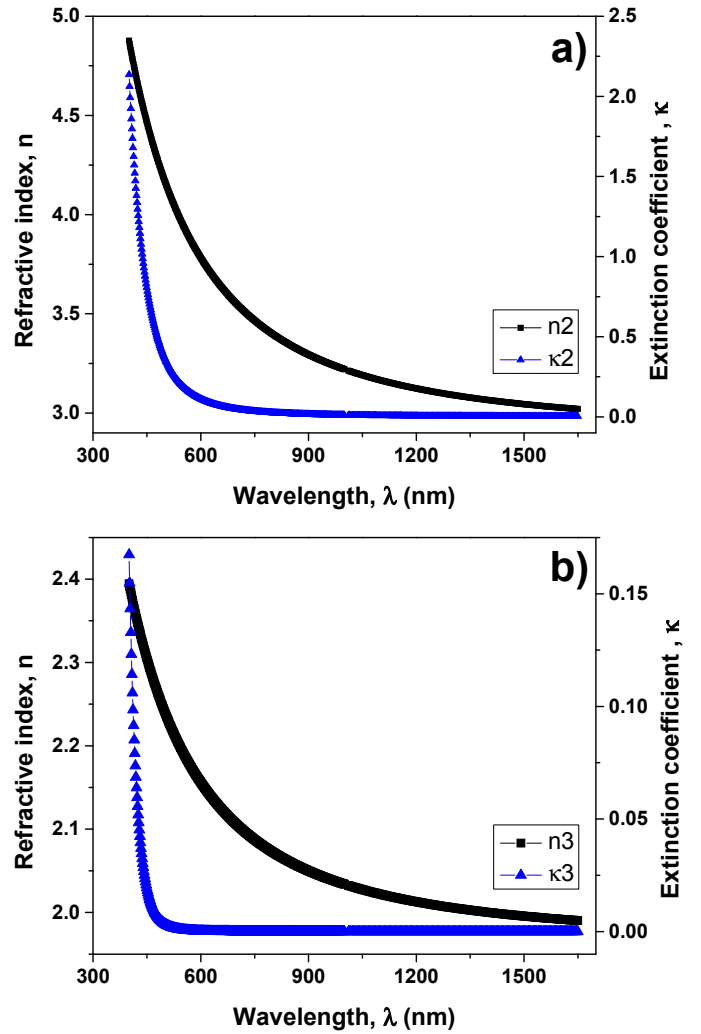 a)
Refractive index, n
5.0
4.5
4.0
3.5
3.0
Extinction coefficient , κ
2.5
2.0
1.5
1.0
0.5
0.0
n2
κ2
300 600 900 1200 1500
Wavelength, λ (nm)
b)
Refractive index, n
2.4
2.3
2.2
2.1
2.0
Extinction coefficient , κ
0.15
0.10
0.05
0.00
n3
κ3
300 600 900 1200 1500
Wavelength, λ (nm)